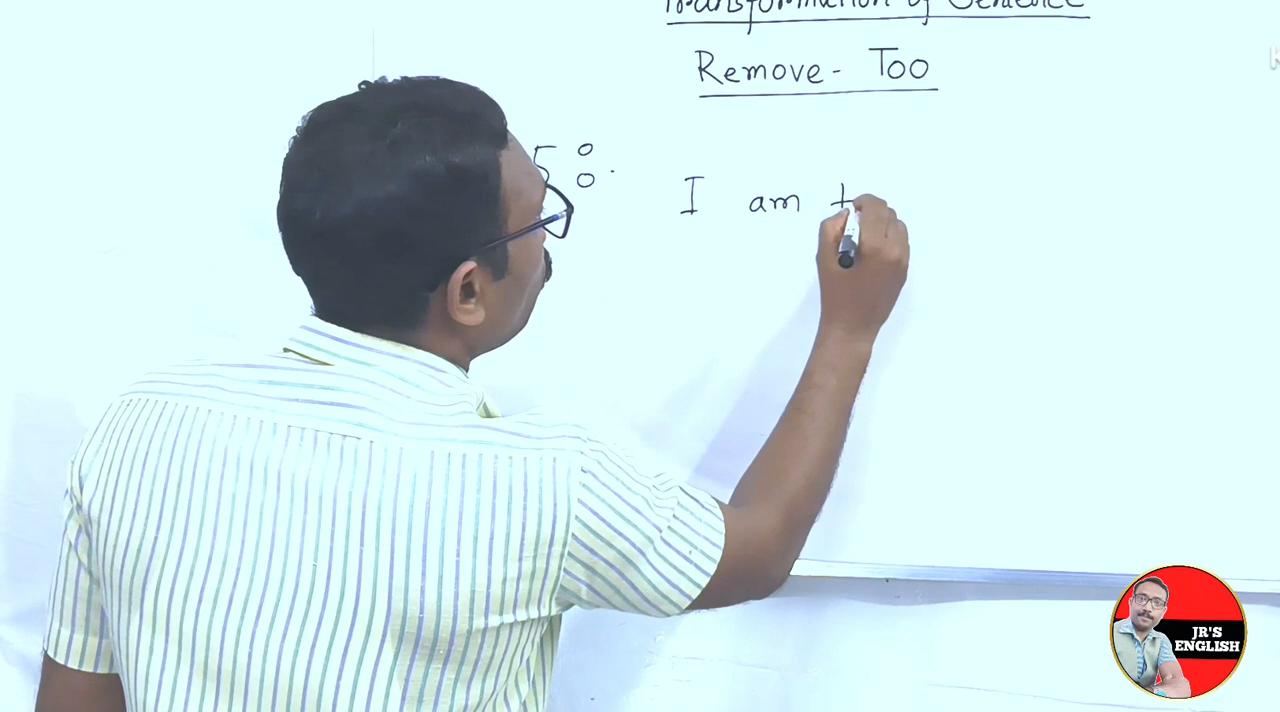 Transformation of Sentence
Remove - Too
5 : I am t
JR'S
ENGLISH